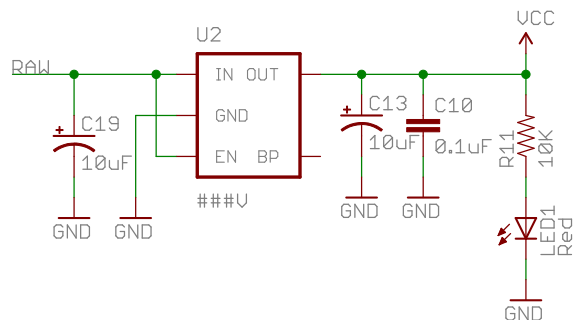 VCC
U2
RAW
IN OUT
GND
EN BP
###V
C19
10uF
GND
GND
C13
10uF
GND
C10
0.1uF
GND
R11
10K
LED1
Red
GND